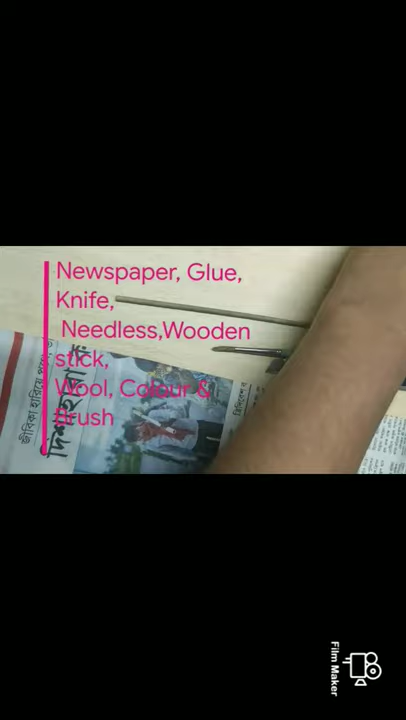 Newspaper, Glue,
Knife,
Needless,Wooden
stick,
Wool, Colour &
Brush
জীবিকা হারিয়ে
Film Maker